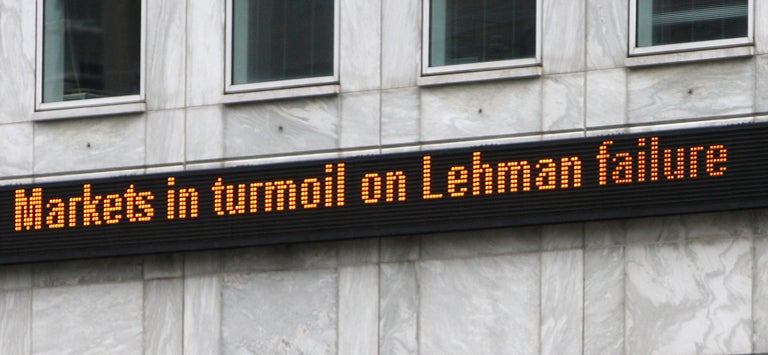 Markets in turmoil on Lehman failure